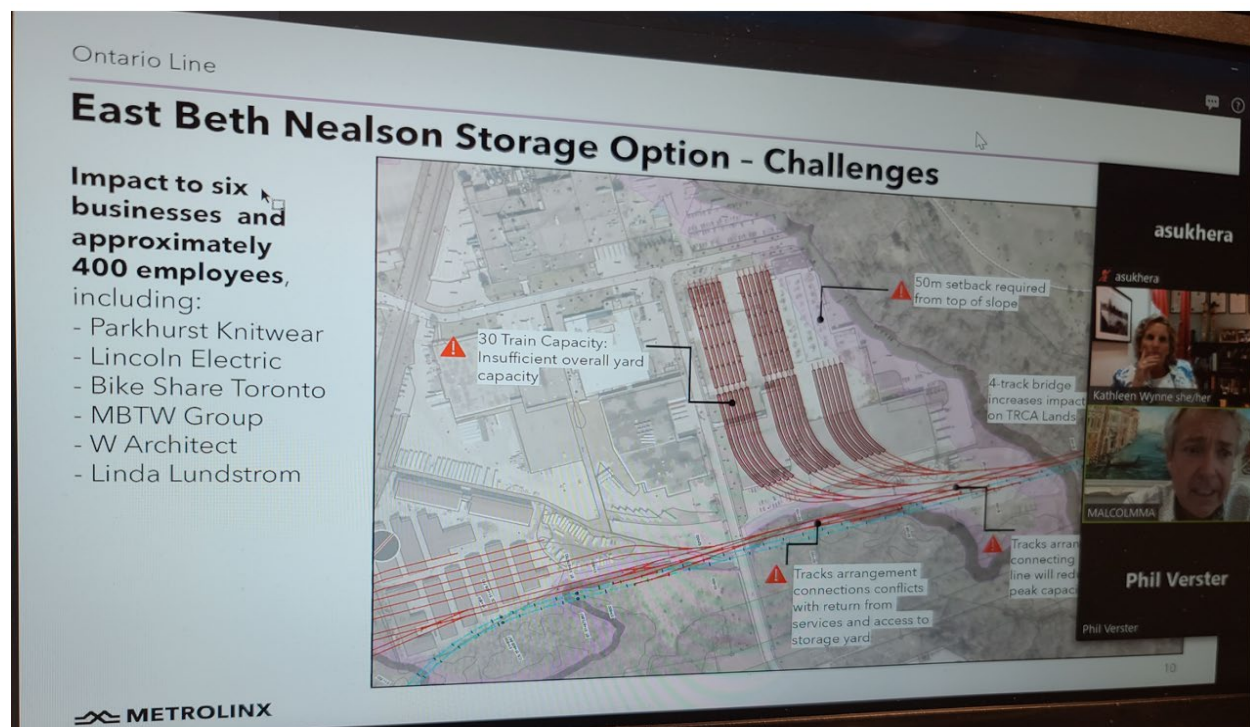 Ontario Line
East Beth Nealson Storage Option – Challenges
Impact to six
businesses and
approximately
400 employees,
including:
- Parkhurst Knitwear
- Lincoln Electric
- Bike Share Toronto
- MBTW Group
- W Architect
- Linda Lundstrom
30 Train Capacity:
Insufficient overall yard
capacity
50m setback required
from top of slope
4-track bridge
increases impact
on TRCA Lands
Tracks arrangement
connections conflicts
with return from
services and access to
storage yard
Tracks
connecting
line will
peak
asukhera
asukhera
Kathleen Wynne she/her
MALCOLMMA
Phil Verster
Phil Verster
10
METROLINX